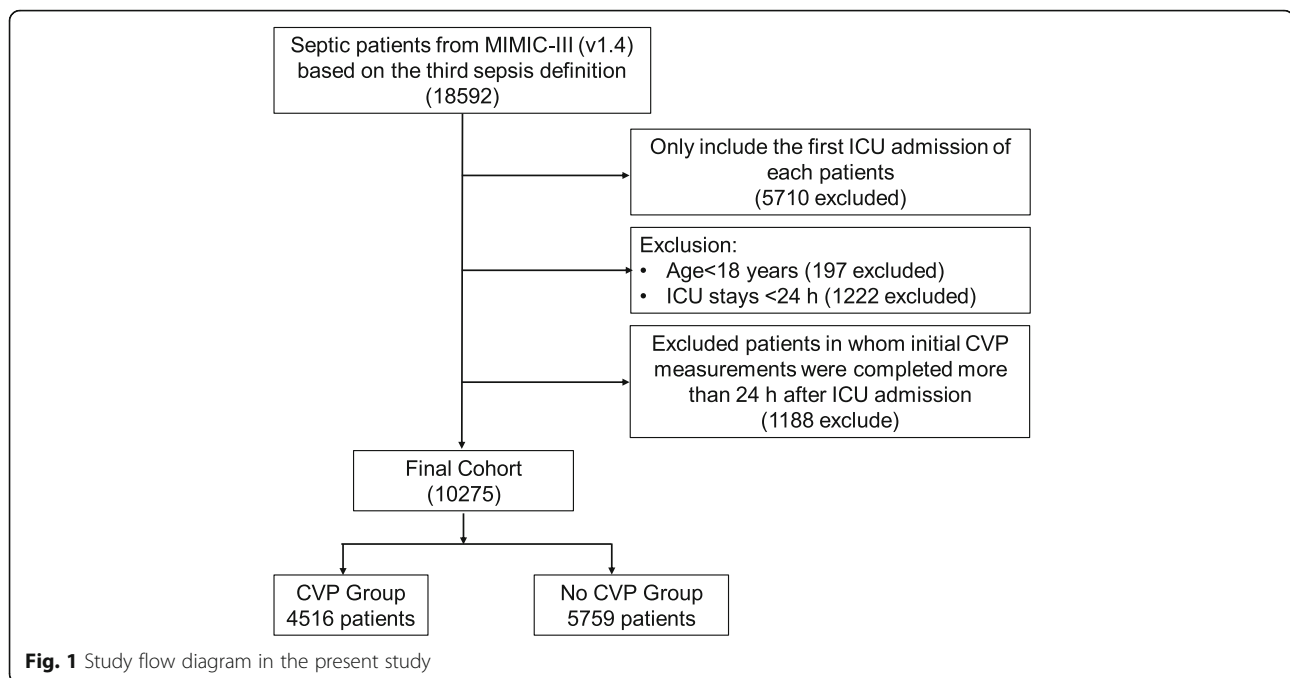 Septic patients from MIMIC-III (v1.4)
based on the third sepsis definition
(18592)
Only include the first ICU admission of
each patients
(5710 excluded)
Exclusion:
• Age<18 years (197 excluded)
• ICU stays <24 h (1222 excluded)
Excluded patients in whom initial CVP
measurements were completed more
than 24 h after ICU admission
(1188 exclude)
Final Cohort
(10275)
CVP Group
4516 patients
No CVP Group
5759 patients
Fig. 1 Study flow diagram in the present study